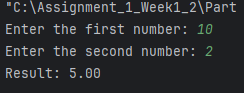 "C:\Assignment_1_Week1_2\Part
Enter the first number: 10
Enter the second number: 2
Result: 5.00